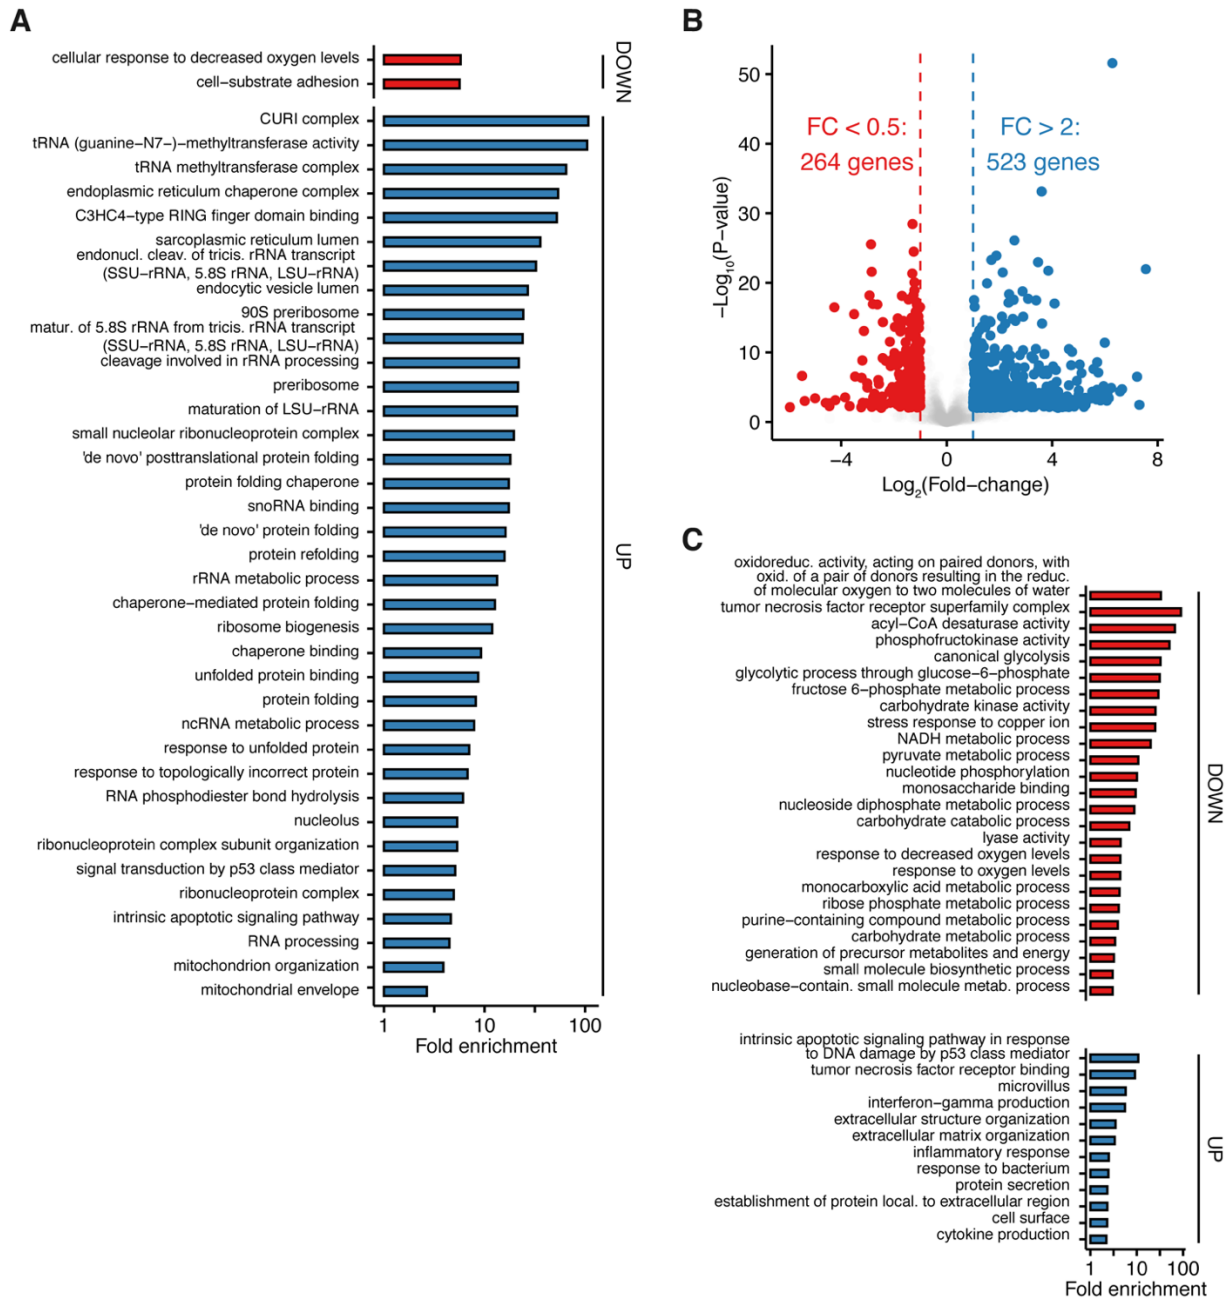 A
cellular response to decreased oxygen levels
cell−substrate adhesion
DOWN
CURI complex
tRNA (guanine−N7−)−methyltransferase activity
tRNA methyltransferase complex
endoplasmic reticulum chaperone complex
C3HC4−type RING finger domain binding
sarcoplasmic reticulum lumen
endonucl. cleav. of tricis. rRNA transcript
(SSU−rRNA, 5.8S rRNA, LSU−rRNA)
endocytic vesicle lumen
90S preribosome
matur. of 5.8S rRNA from tricis. rRNA transcript
(SSU−rRNA, 5.8S rRNA, LSU−rRNA)
cleavage involved in rRNA processing
preribosome
maturation of LSU−rRNA
small nucleolar ribonucleoprotein complex
'de novo' posttranslational protein folding
protein folding chaperone
snoRNA binding
'de novo' protein folding
protein refolding
rRNA metabolic process
chaperone−mediated protein folding
ribosome biogenesis
chaperone binding
unfolded protein binding
protein folding
ncRNA metabolic process
response to unfolded protein
response to topologically incorrect protein
RNA phosphodiester bond hydrolysis
nucleolus
ribonucleoprotein complex subunit organization
signal transduction by p53 class mediator
ribonucleoprotein complex
intrinsic apoptotic signaling pathway
RNA processing
mitochondrion organization
mitochondrial envelope
UP
1 10 100
Fold enrichment
B
50
40
30
20
10
0
−Log10(P−value)
FC < 0.5:
264 genes
FC > 2:
523 genes
−4 0 4 8
Log2(Fold−change)
C
oxidoreduc. activity, acting on paired donors, with
oxid. of a pair of donors resulting in the reduc.
of molecular oxygen to two molecules of water
tumor necrosis factor receptor superfamily complex
acyl−CoA desaturase activity
phosphofructokinase activity
canonical glycolysis
glycolytic process through glucose−6−phosphate
fructose 6−phosphate metabolic process
carbohydrate kinase activity
stress response to copper ion
NADH metabolic process
pyruvate metabolic process
nucleotide phosphorylation
monosaccharide binding
nucleoside diphosphate metabolic process
carbohydrate catabolic process
lyase activity
response to decreased oxygen levels
response to oxygen levels
monocarboxylic acid metabolic process
ribose phosphate metabolic process
purine−containing compound metabolic process
carbohydrate metabolic process
generation of precursor metabolites and energy
small molecule biosynthetic process
nucleobase−contain. small molecule metab. process
DOWN
intrinsic apoptotic signaling pathway in response
to DNA damage by p53 class mediator
tumor necrosis factor receptor binding
microvillus
interferon−gamma production
extracellular structure organization
extracellular matrix organization
inflammatory response
response to bacterium
protein secretion
establishment of protein local. to extracellular region
cell surface
cytokine production
UP
1 10 100
Fold enrichment